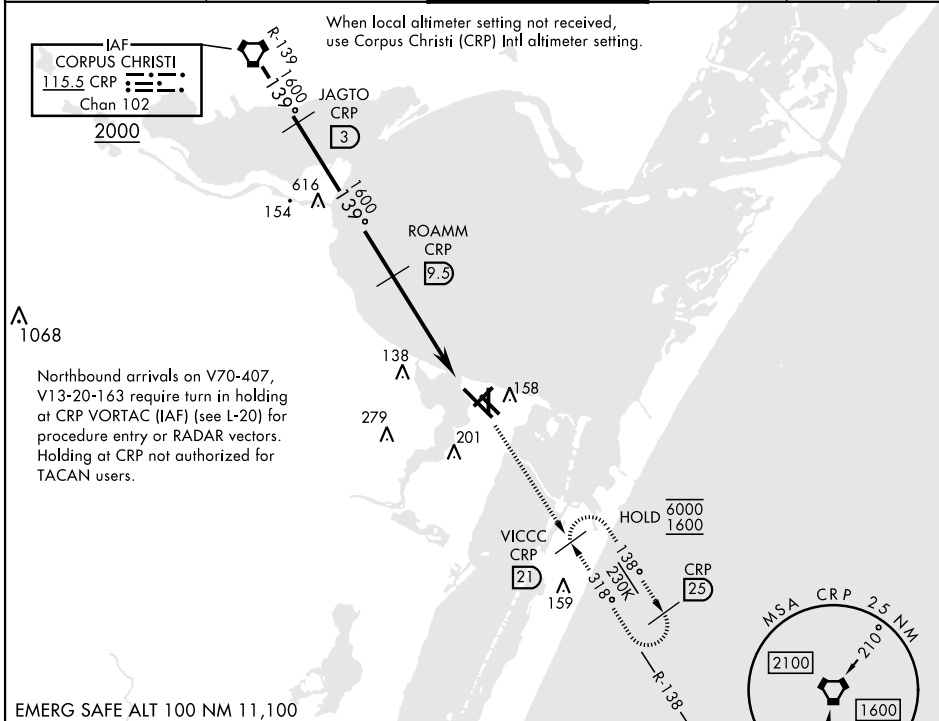 When local altimeter setting not received,
use Corpus Christi (CRP) Intl altimeter setting.
IAF
CORPUS CHRISTI
115.5 CRP
Chan 102
2000
R-139
1600
139°
JAGTO
CRP
3
616
154
1600
139°
ROAMM
CRP
9.5
1068
138
158
Northbound arrivals on V70-407,
V13-20-163 require turn in holding
at CRP VORTAC (IAF) (see L-20) for
procedure entry or RADAR vectors.
Holding at CRP not authorized for
TACAN users.
279
201
HOLD 6000
1600
VICCC
CRP
21
138°
230K
318°
CRP
25
159
R-138
MSA CRP 25 NM
210°
2100
1600
EMERG SAFE ALT 100 NM 11,100